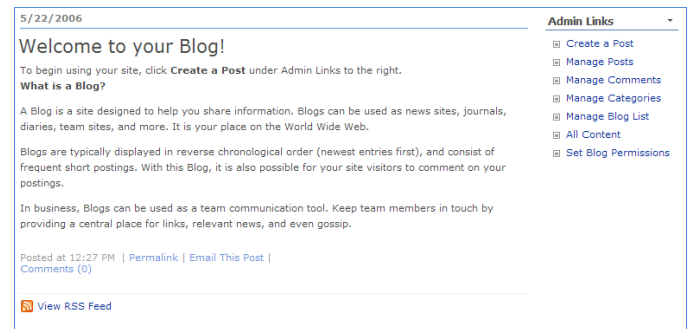 5/22/2006
Welcome to your Blog!
To begin using your site, click Create a Post under Admin Links to the right.
What is a Blog?
A Blog is a site designed to help you share information. Blogs can be used as news sites, journals,
diaries, team sites, and more. It is your place on the World Wide Web.
Blogs are typically displayed in reverse chronological order (newest entries first), and consist of
frequent short postings. With this Blog, it is also possible for your site visitors to comment on your
postings.
In business, Blogs can be used as a team communication tool. Keep team members in touch by
providing a central place for links, relevant news, and even gossip.
Posted at 12:27 PM | Permalink | Email This Post |
Comments (0)
View RSS Feed
Admin Links
Create a Post
Manage Posts
Manage Comments
Manage Categories
Manage Blog List
All Content
Set Blog Permissions